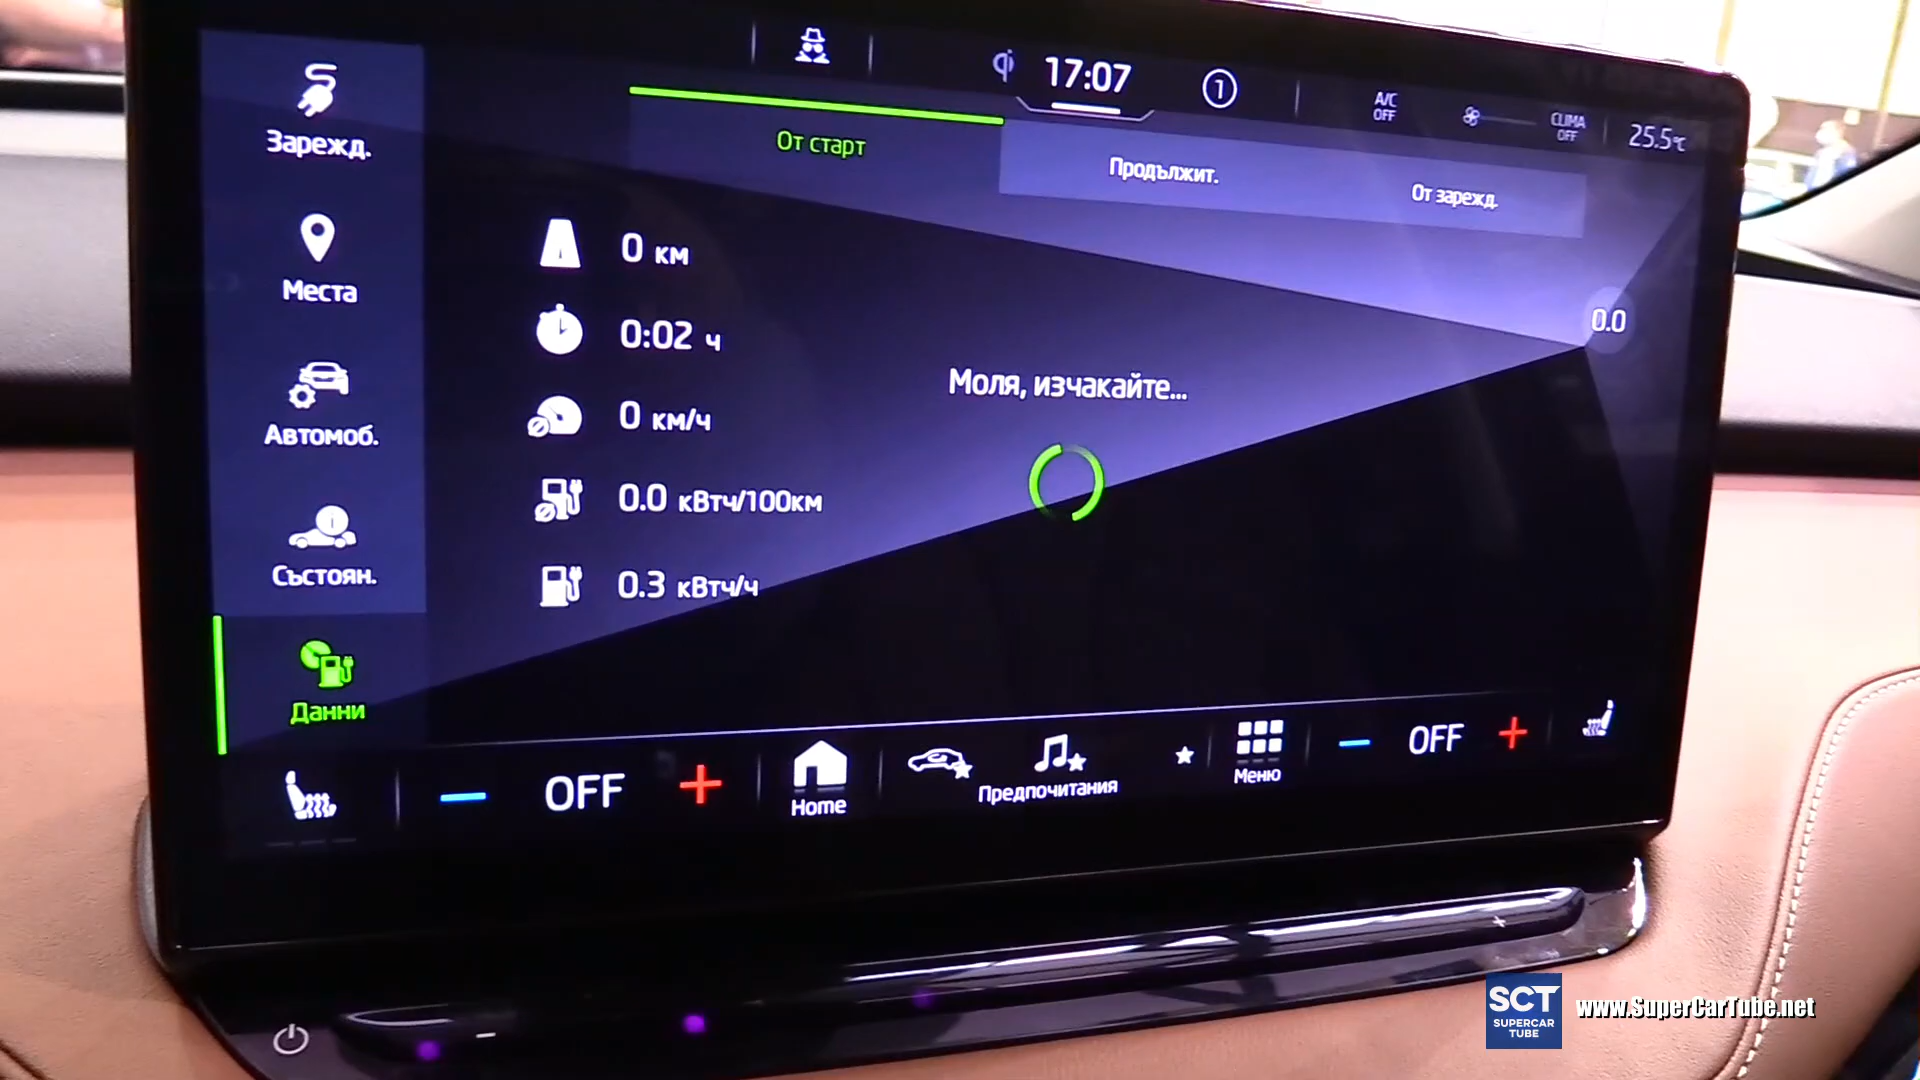 17:07
1
A/C
OFF
CLIMA
OFF
25.5°C
Зарежд.
Места
Автомоб.
Състоян.
Данни
От старт
Продължит.
От зарежд.
0 км
0:02 ч
0 км/ч
0.0 кВтч/100км
0.3 кВтч/ч
Моля, изчакайте...
0.0
OFF
Home
Предпочитания
Меню
OFF
SCT
SUPERCAR
TUBE
www.SuperCarTube.net